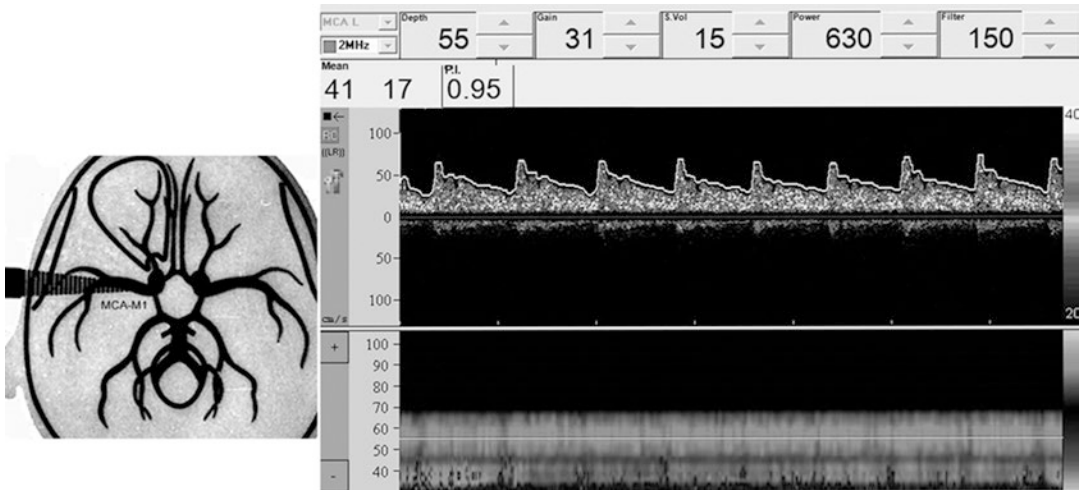 MCA L
Depth
Gain
S.Vol
Power
Filter
2MHz
55
31
15
630
150
Mean
P.I.
41 17 0.95
((LR))
100
50
0
50
100
cm/s
40
20
MCA-M1
+
-
100
90
80
70
60
50
40